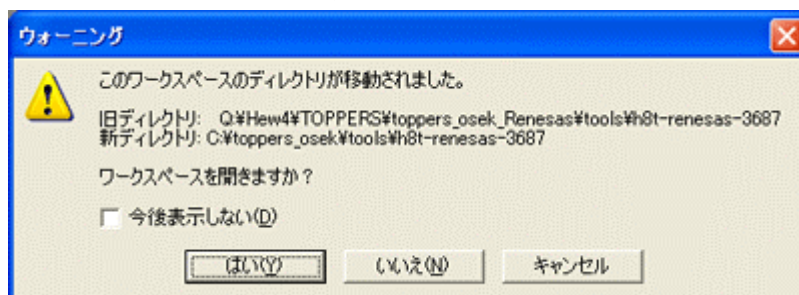 ウォーニング
このワークスペースのディレクトリが移動されました。
旧ディレクトリ: Q:¥Hew4¥TOPPERS¥toppers_osek_Renesas¥tools¥h8t-renesas-3687
新ディレクトリ: C:¥toppers_osek¥tools¥h8t-renesas-3687
ワークスペースを開きますか？
今後表示しない(D)
はい(Y) いいえ(N) キャンセル